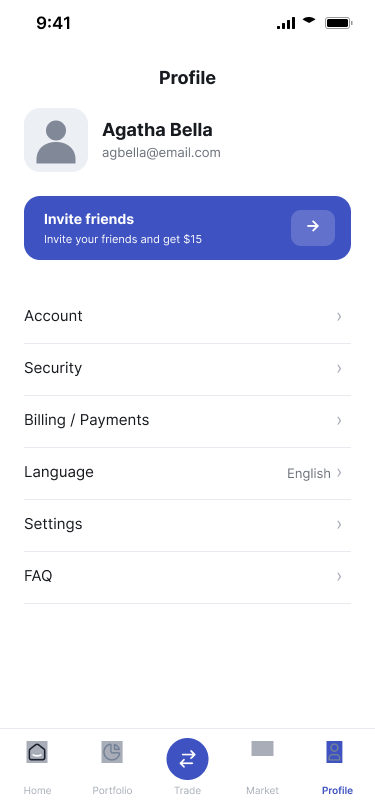 9:41
Profile
Agatha Bella
agbella@email.com
Invite friends
Invite your friends and get $15
Account
Security
Billing / Payments
Language English
Settings
FAQ
Home Portfolio Trade Market Profile